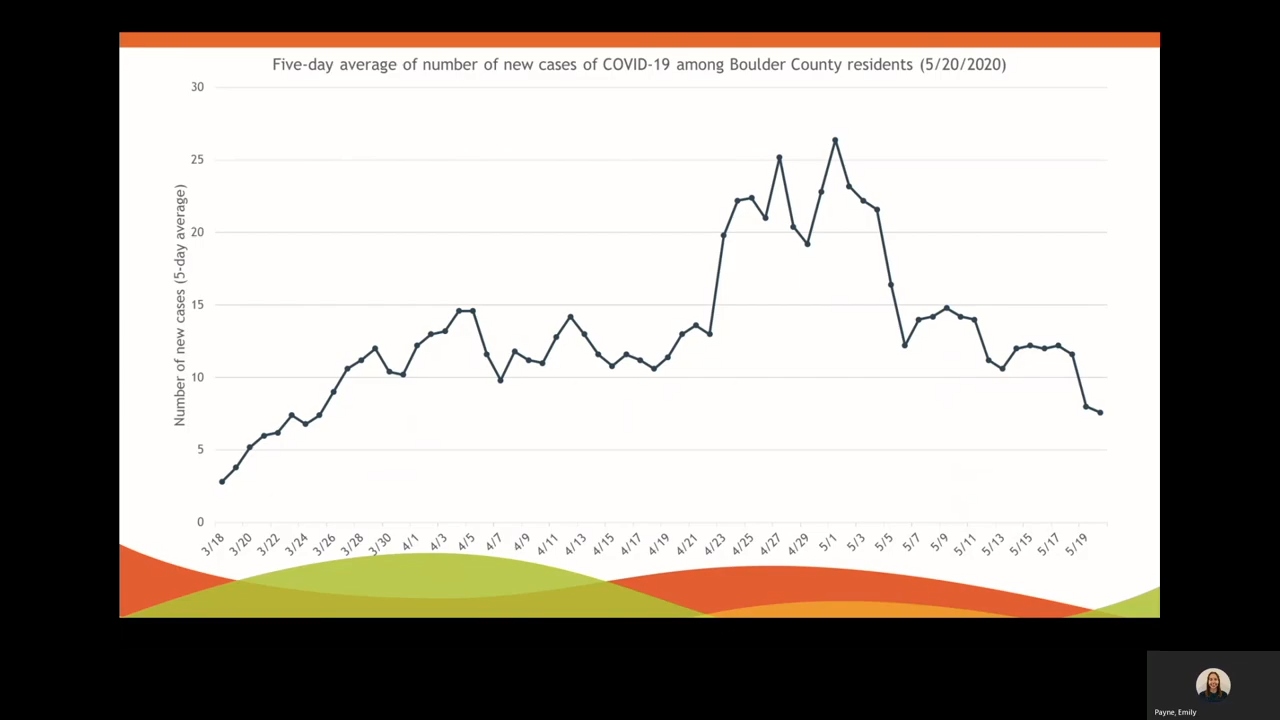 Five-day average of number of new cases of COVID-19 among Boulder County residents (5/20/2020)
Number of new cases (5-day average)
30
25
20
15
10
5
0
3/18 3/20 3/22 3/24 3/26 3/28 3/30 4/1 4/3 4/5 4/7 4/9 4/11 4/13 4/15 4/17 4/19 4/21 4/23 4/25 4/27 4/29 5/1 5/3 5/5 5/7 5/9 5/11 5/13 5/15 5/17 5/19
Payne, Emily